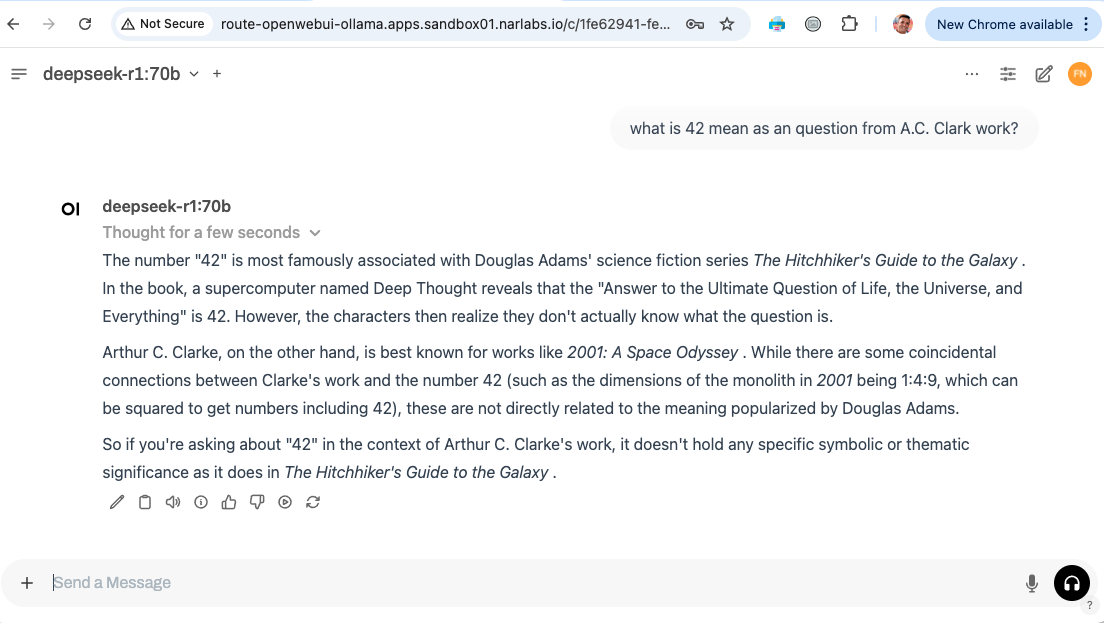 Not Secure
route-openwebui-ollama.apps.sandbox01.narlabs.io/c/1fe62941-fe...
New Chrome available
deepseek-r1:70b
FN
what is 42 mean as an question from A.C. Clark work?
OI
deepseek-r1:70b
Thought for a few seconds
The number "42" is most famously associated with Douglas Adams' science fiction series The Hitchhiker's Guide to the Galaxy .
In the book, a supercomputer named Deep Thought reveals that the "Answer to the Ultimate Question of Life, the Universe, and
Everything" is 42. However, the characters then realize they don't actually know what the question is.
Arthur C. Clarke, on the other hand, is best known for works like 2001: A Space Odyssey . While there are some coincidental
connections between Clarke's work and the number 42 (such as the dimensions of the monolith in 2001 being 1:4:9, which can
be squared to get numbers including 42), these are not directly related to the meaning popularized by Douglas Adams.
So if you're asking about "42" in the context of Arthur C. Clarke's work, it doesn't hold any specific symbolic or thematic
significance as it does in The Hitchhiker's Guide to the Galaxy .
Send a Message
?